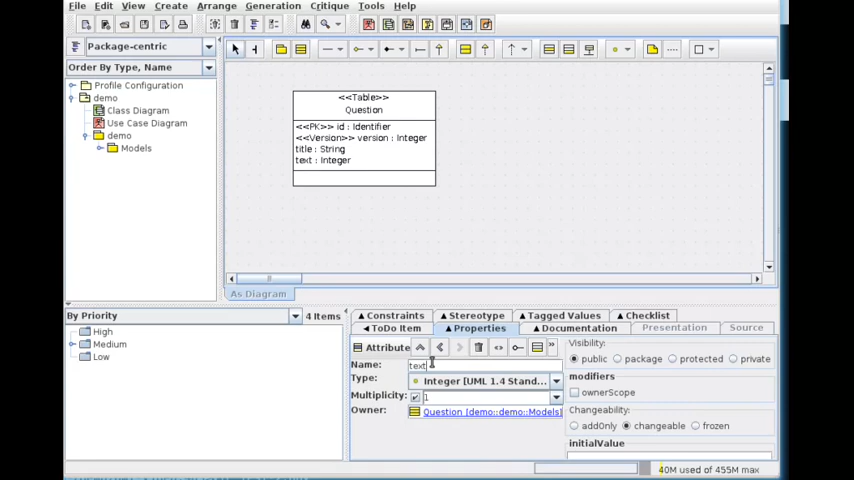 File Edit View Create Arrange Generation Critique Tools Help
Package-centric
Order By Type, Name
Profile Configuration
demo
Class Diagram
Use Case Diagram
demo
Models
<<Table>>
Question
<<PK>> id : Identifier
<<Version>> version : Integer
title : String
text : Integer
As Diagram
By Priority 4 Items
High
Medium
Low
Constraints Stereotype Tagged Values Checklist
ToDo Item Properties Documentation Presentation Source
Attribute
Name: text
Type: Integer [UML 1.4 Stand...
Multiplicity: 1
Owner: Question [demo::demo::Models]
Visibility:
public package protected private
modifiers
ownerScope
Changeability:
addOnly changeable frozen
initialValue
40M used of 455M max